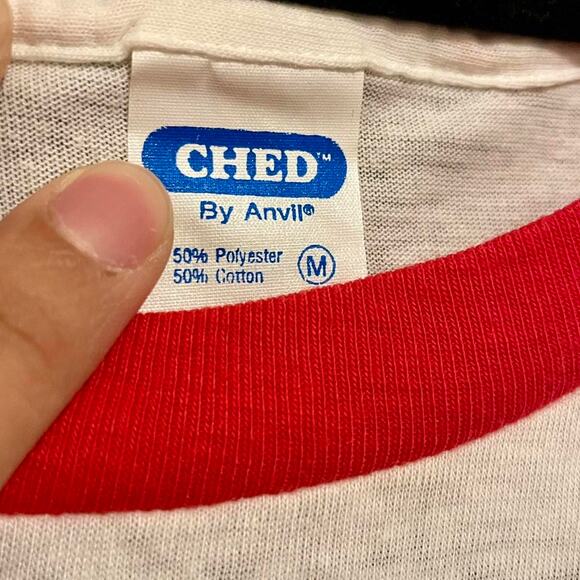 CHED™
By Anvil®
50% Polyester
50% Cotton
M